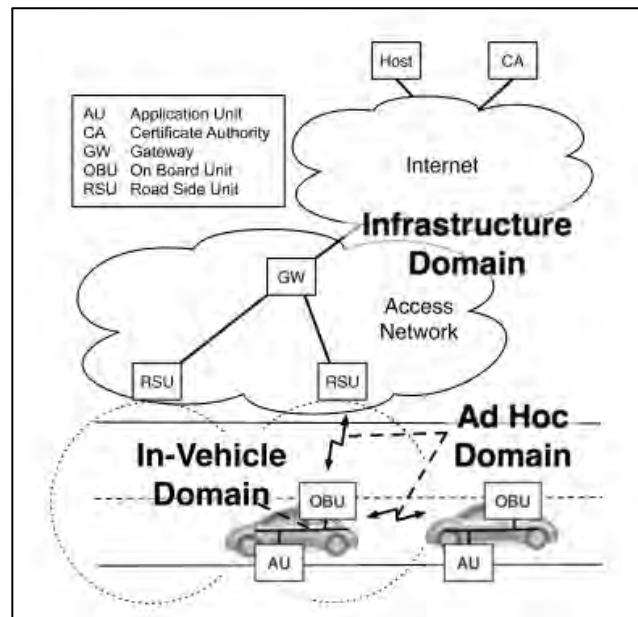 Host
CA
AU Application Unit
CA Certificate Authority
GW Gateway
OBU On Board Unit
RSU Road Side Unit
Internet
Infrastructure
Domain
GW
Access
Network
RSU
RSU
Ad Hoc
Domain
In-Vehicle
Domain
OBU
OBU
AU
AU